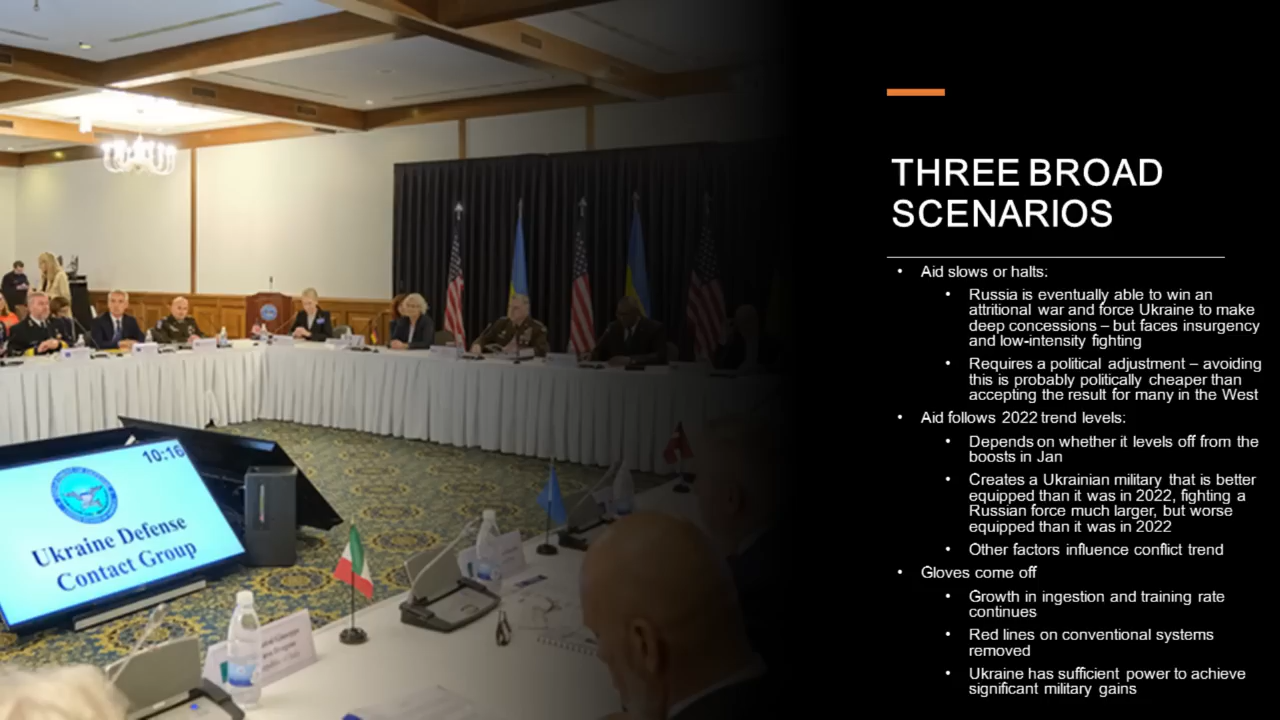 THREE BROAD
SCENARIOS
• Aid slows or halts:
• Russia is eventually able to win an
attritional war and force Ukraine to make
deep concessions – but faces insurgency
and low-intensity fighting
• Requires a political adjustment – avoiding
this is probably politically cheaper than
accepting the result for many in the West
• Aid follows 2022 trend levels:
• Depends on whether it levels off from the
boosts in Jan
• Creates a Ukrainian military that is better
equipped than it was in 2022, fighting a
Russian force much larger, but worse
equipped than it was in 2022
• Other factors influence conflict trend
• Gloves come off
• Growth in ingestion and training rate
continues
• Red lines on conventional systems
removed
• Ukraine has sufficient power to achieve
significant military gains
10:16
Ukraine Defense
Contact Group